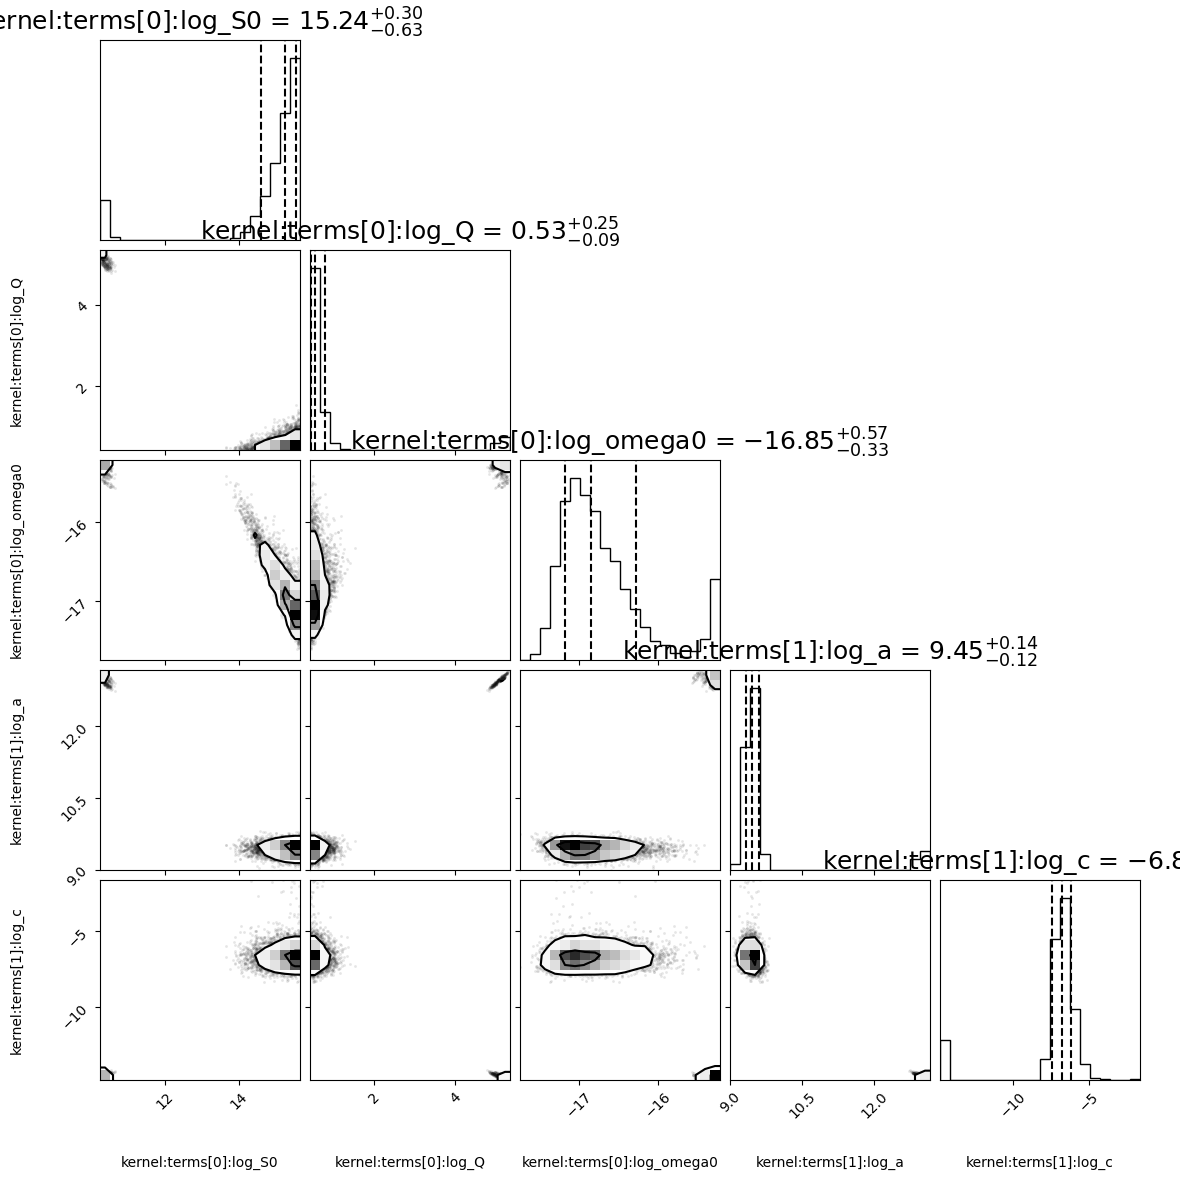 ernel:terms[0]:log_S0 = 15.24+0.30 −0.63
kernel:terms[0]:log_Q = 0.53+0.25 −0.09
kernel:terms[0]:log_Q
4
2
kernel:terms[0]:log_omega0 = −16.85+0.57 −0.33
kernel:terms[0]:log_omega0
−16
−17
kernel:terms[1]:log_a = 9.45+0.14 −0.12
kernel:terms[1]:log_a
12.0
10.5
9.0
kernel:terms[1]:log_c = −6.8
kernel:terms[1]:log_c
−5
−10
12 14 2 4 −17 −16 9.0 10.5 12.0 −10 −5
kernel:terms[0]:log_S0 kernel:terms[0]:log_Q kernel:terms[0]:log_omega0 kernel:terms[1]:log_a kernel:terms[1]:log_c